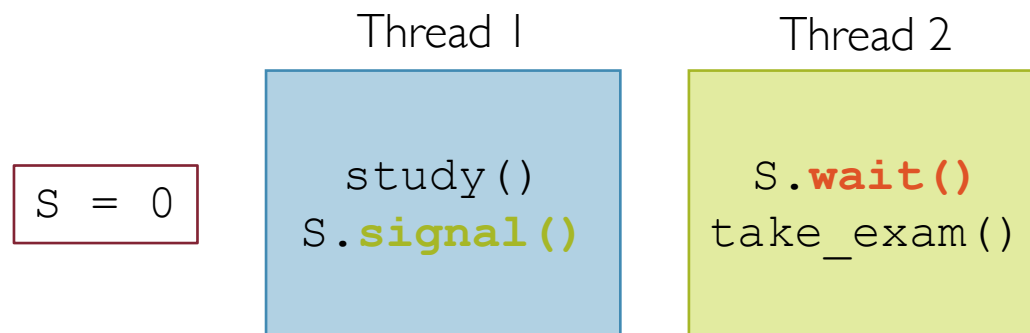 Thread 1
Thread 2
S = 0
study()
S.signal()
S.wait()
take_exam()